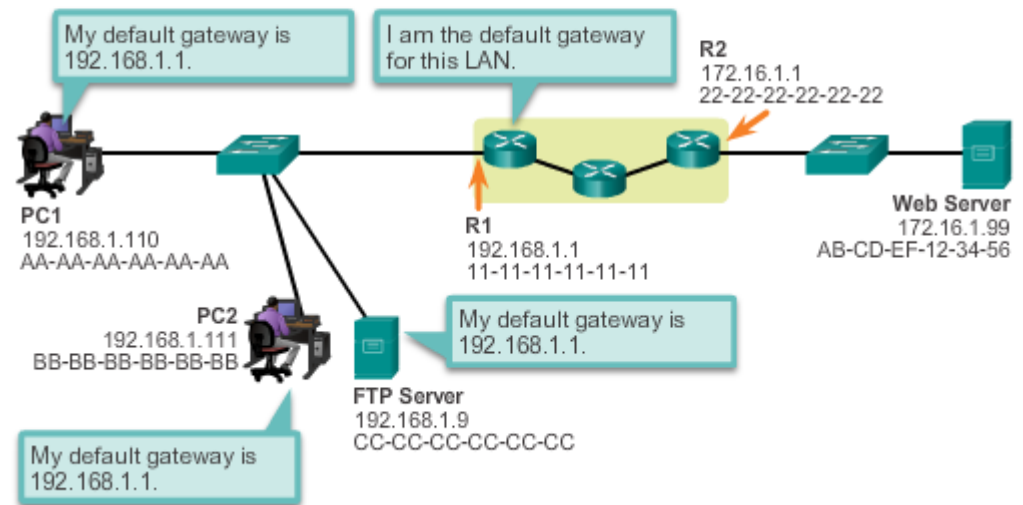 My default gateway is
192.168.1.1.
I am the default gateway
for this LAN.
R2
172.16.1.1
22-22-22-22-22-22
PC1
192.168.1.110
AA-AA-AA-AA-AA-AA
R1
192.168.1.1
11-11-11-11-11-11
Web Server
172.16.1.99
AB-CD-EF-12-34-56
PC2
192.168.1.111
BB-BB-BB-BB-BB-BB
My default gateway is
192.168.1.1.
FTP Server
192.168.1.9
CC-CC-CC-CC-CC-CC
My default gateway is
192.168.1.1.